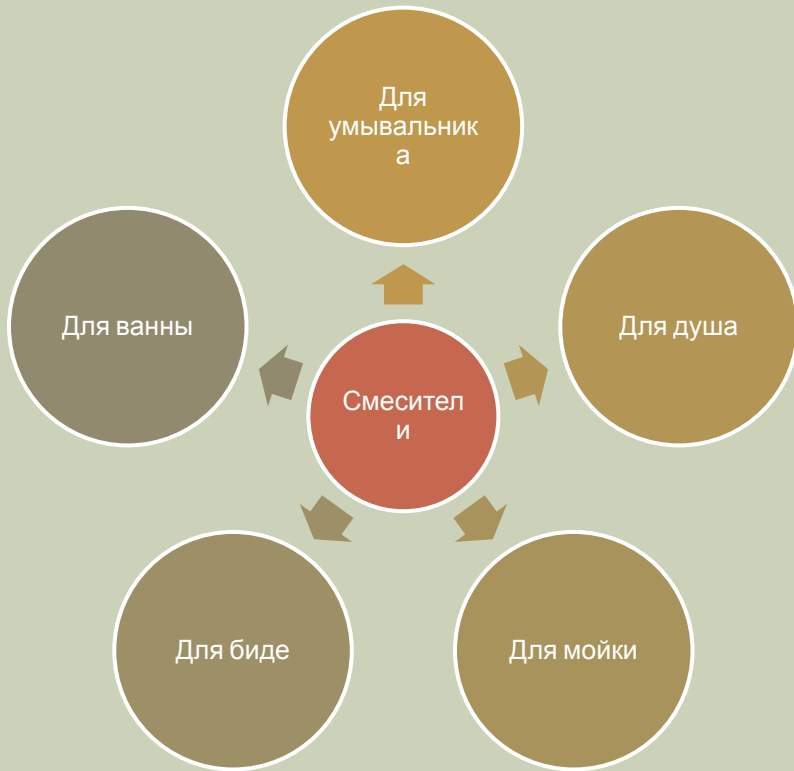 Для
умывальник
а
Для ванны
Для душа
Смесител
и
Для биде
Для мойки